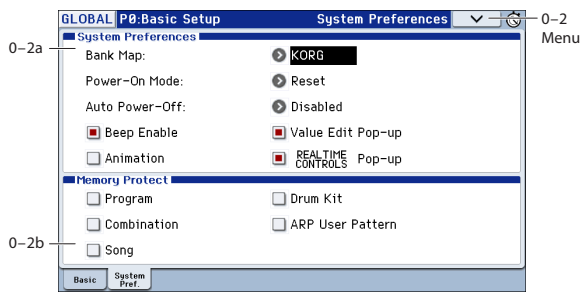 GLOBAL P0:Basic Setup System Preferences
0–2
Menu
0–2a
System Preferences
Bank Map: KORG
Power-On Mode: Reset
Auto Power-Off: Disabled
Beep Enable Value Edit Pop-up
Animation REALTIME CONTROLS Pop-up
Memory Protect
Program Drum Kit
Combination ARP User Pattern
0–2b
Song
Basic System Pref.